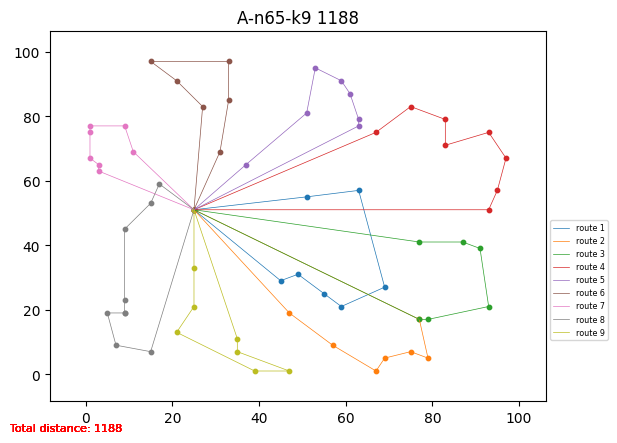 A-n65-k9 1188
100
80
60
40
20
0
0 20 40 60 80 100
route 1
route 2
route 3
route 4
route 5
route 6
route 7
route 8
route 9
Total distance: 1188